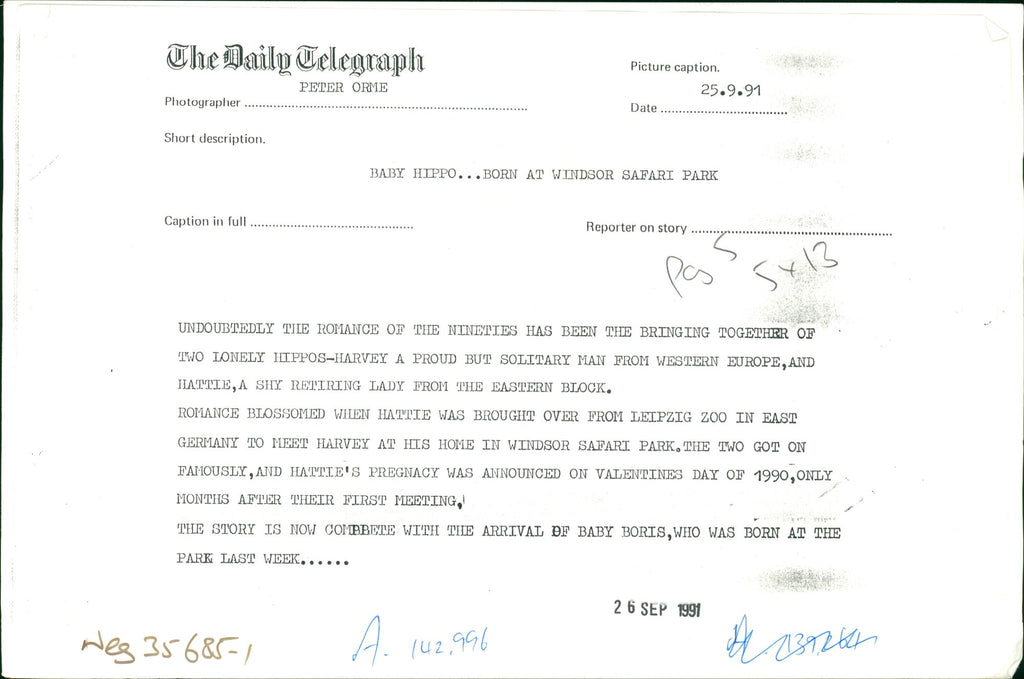 The Daily Telegraph
Picture caption.
PETER ORME
25.9.91
Photographer
Date
Short description.
BABY HIPPO...BORN AT WINDSOR SAFARI PARK
Caption in full
Reporter on story
pos 5
5 x 13
UNDOUBTEDLY THE ROMANCE OF THE NINETIES HAS BEEN THE BRINGING TOGETHER OF
TWO LONELY HIPPOS-HARVEY A PROUD BUT SOLITARY MAN FROM WESTERN EUROPE,AND
HATTIE,A SHY RETIRING LADY FROM THE EASTERN BLOCK.
ROMANCE BLOSSOMED WHEN HATTIE WAS BROUGHT OVER FROM LEIPZIG ZOO IN EAST
GERMANY TO MEET HARVEY AT HIS HOME IN WINDSOR SAFARI PARK.THE TWO GOT ON
FAMOUSLY,AND HATTIE'S PREGNACY WAS ANNOUNCED ON VALENTINES DAY OF 1990,ONLY
MONTHS AFTER THEIR FIRST MEETING,
THE STORY IS NOW COMPLETE WITH THE ARRIVAL OF BABY BORIS,WHO WAS BORN AT THE
PARK LAST WEEK......
26 SEP 1991
Neg 35685-1
A. 142.996